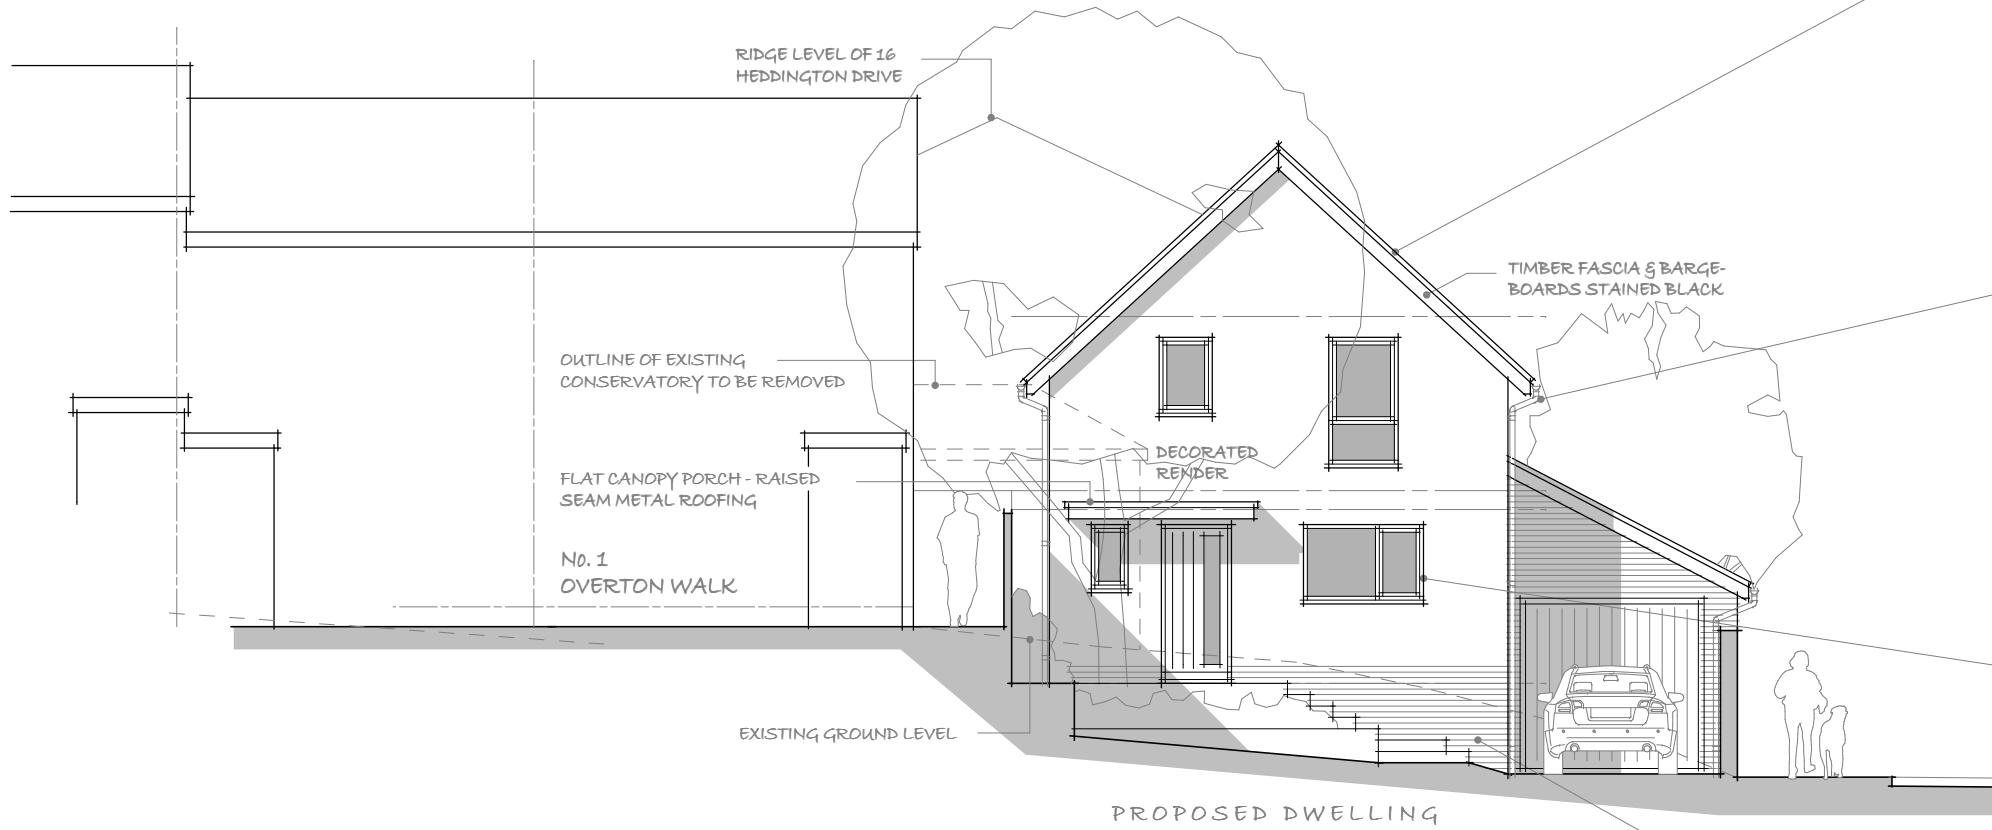 RIDGE LEVEL OF 16
HEDDINGTON DRIVE
TIMBER FASCIA & BARGE-
BOARDS STAINED BLACK
OUTLINE OF EXISTING
CONSERVATORY TO BE REMOVED
DECORATED
RENDER
FLAT CANOPY PORCH - RAISED
SEAM METAL ROOFING
No. 1
OVERTON WALK
EXISTING GROUND LEVEL
PROPOSED DWELLING